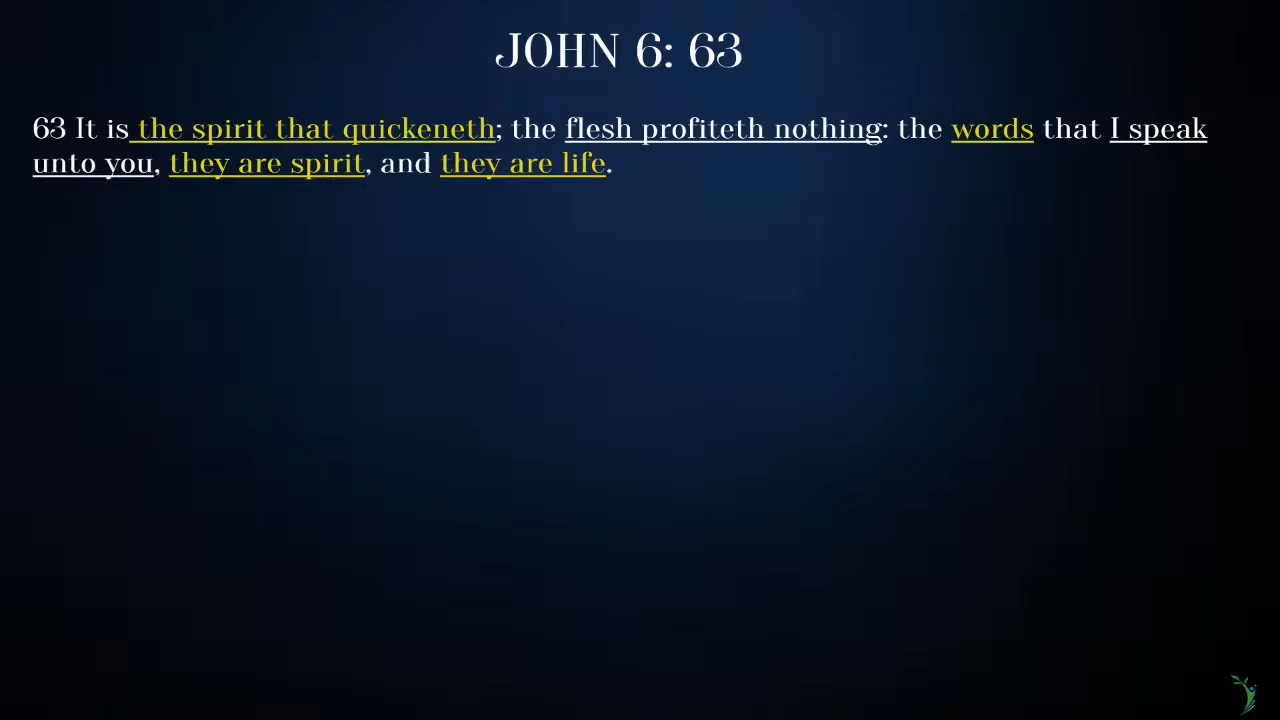 JOHN 6: 63
63 It is the spirit that quickeneth; the flesh profiteth nothing: the words that I speak
unto you, they are spirit, and they are life.